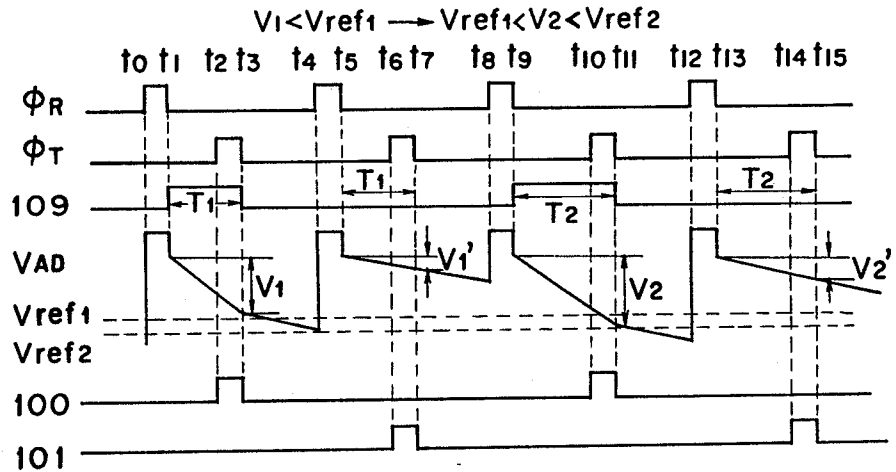 V1<Vref1 → Vref1<V2<Vref2
t0 t1 t2 t3 t4 t5 t6 t7 t8 t9 t10 t11 t12 t13 t14 t15
ΦR
ΦT
109 T1 T1 T2 T2
VAD V1 V1' V2 V2'
Vref1
Vref2
100
101